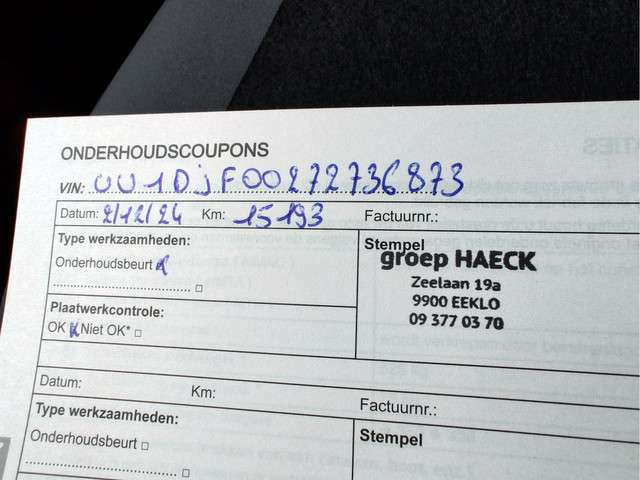 ONDERHOUDSCOUPONS
VIN: UU1DJF00272736873
Datum: 2/12/24 Km: 15193 Factuurnr.:
Type werkzaamheden:
Onderhoudsbeurt
Stempel
groep HAECK
Zeelaan 19a
9900 EEKLO
09 377 03 70
Plaatwerkcontrole:
OK Niet OK* □
Datum: Km: Factuurnr.:
Type werkzaamheden:
Onderhoudsbeurt □
Stempel